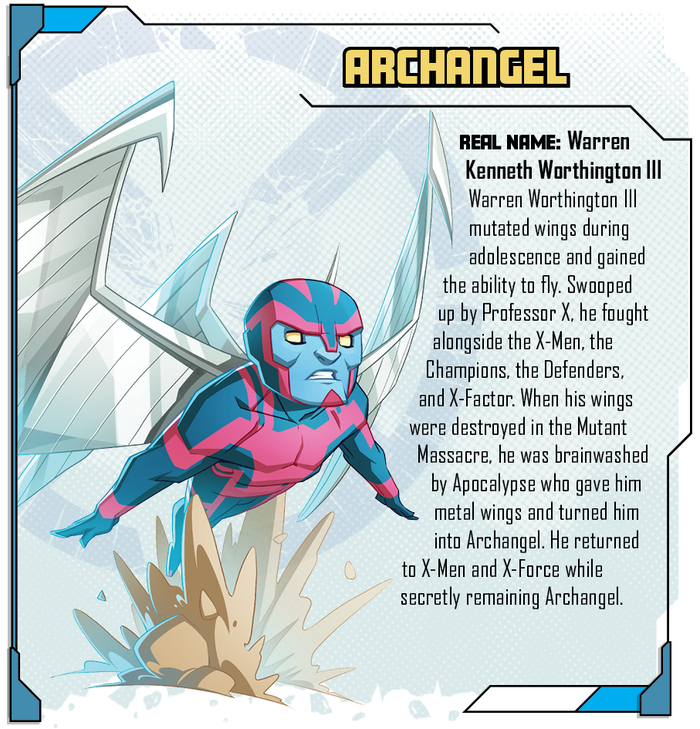 ARCHANGEL
REAL NAME: Warren
Kenneth Worthington III
Warren Worthington III
mutated wings during
adolescence and gained
the ability to fly. Swooped
up by Professor X, he fought
alongside the X-Men, the
Champions, the Defenders,
and X-Factor. When his wings
were destroyed in the Mutant
Massacre, he was brainwashed
by Apocalypse who gave him
metal wings and turned him
into Archangel. He returned
to X-Men and X-Force while
secretly remaining Archangel.